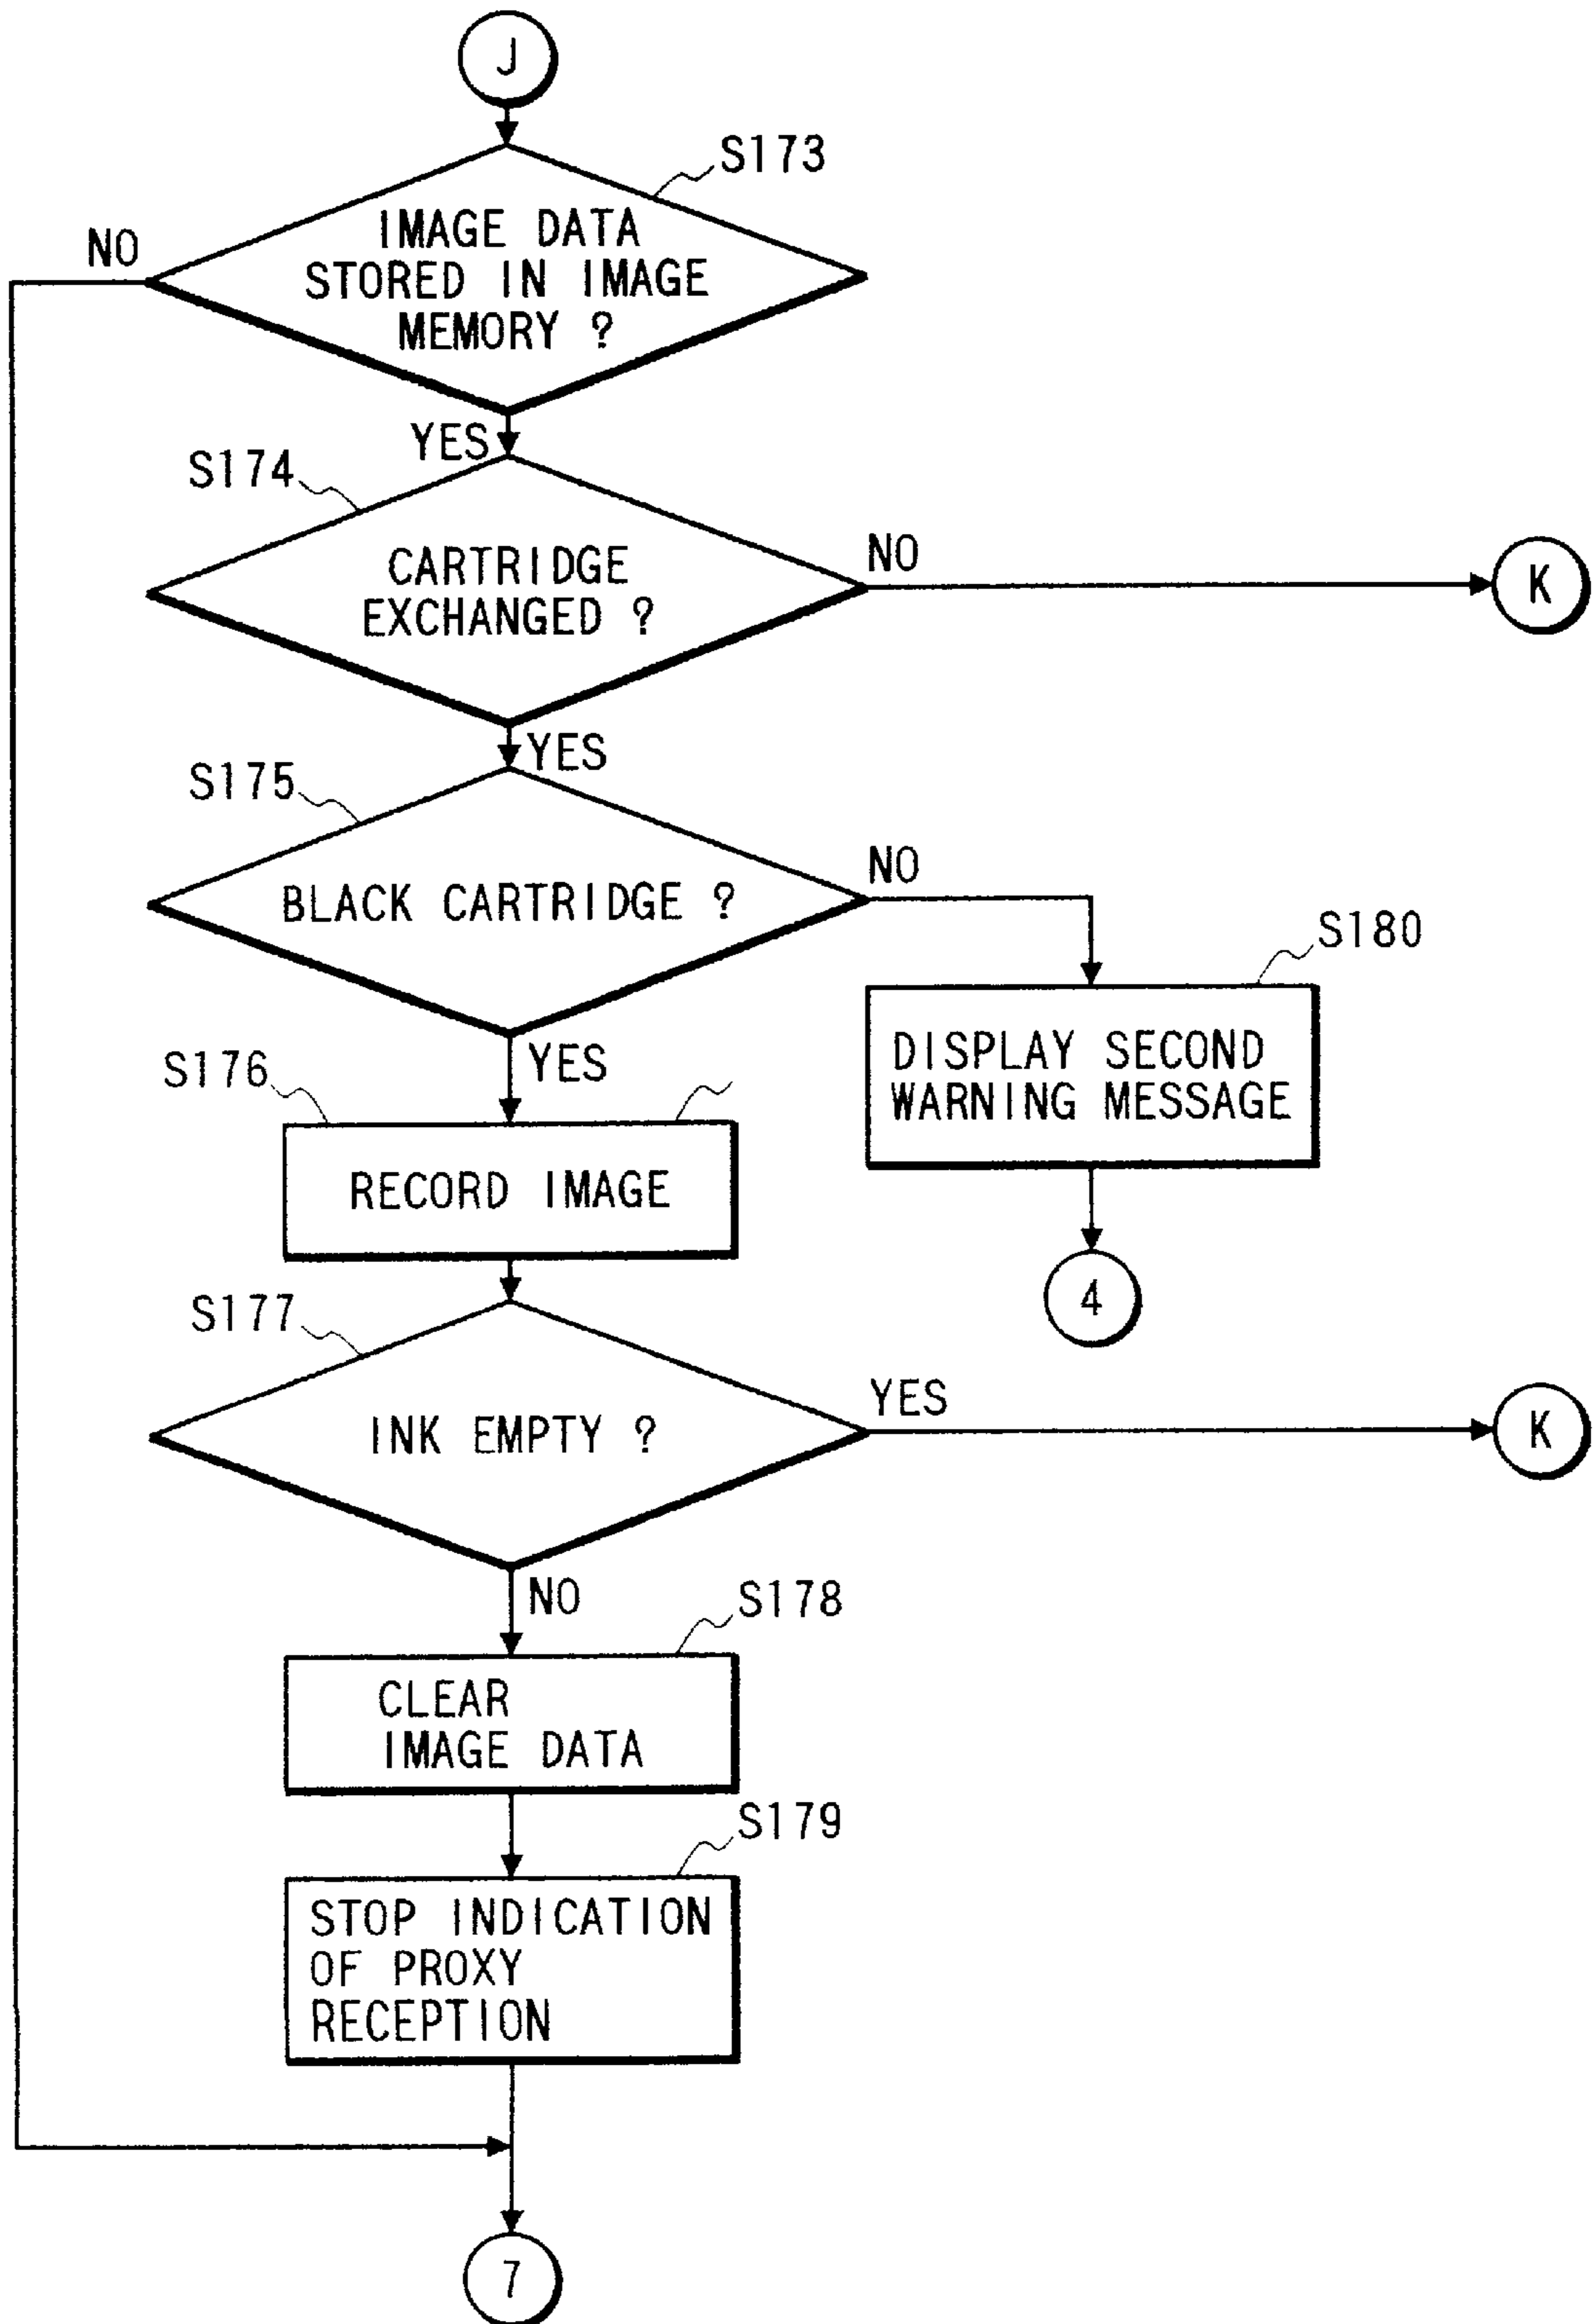 J
S173
NO
IMAGE DATA
STORED IN IMAGE
MEMORY ?
YES
S174
CARTRIDGE
EXCHANGED ?
NO
K
YES
S175
BLACK CARTRIDGE ?
NO
S180
DISPLAY SECOND
WARNING MESSAGE
4
YES
S176
RECORD IMAGE
S177
INK EMPTY ?
YES
K
NO
S178
CLEAR
IMAGE DATA
S179
STOP INDICATION
OF PROXY
RECEPTION
7